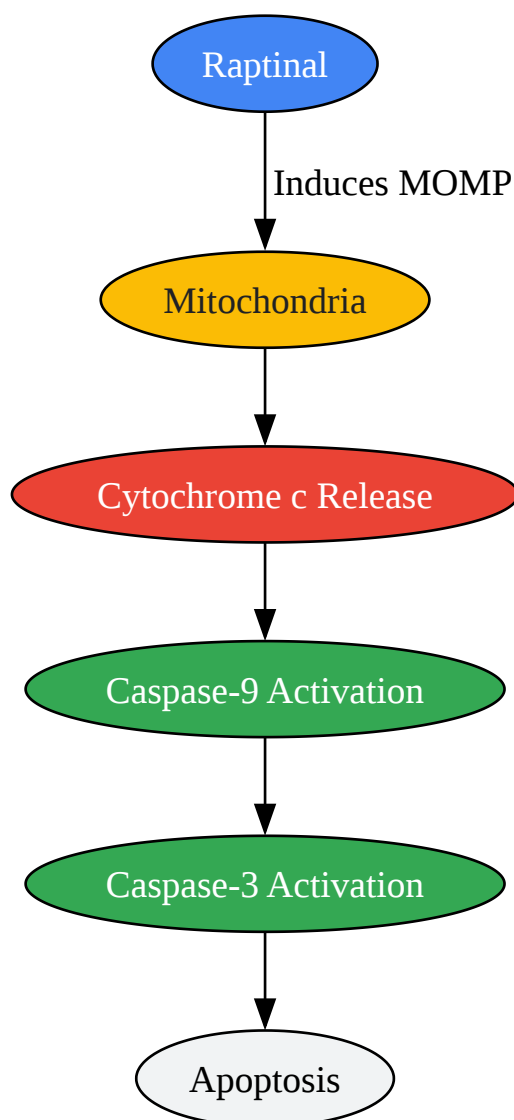 Raptinal
Induces MOMP
Mitochondria
Cytochrome c Release
Caspase-9 Activation
Caspase-3 Activation
Apoptosis